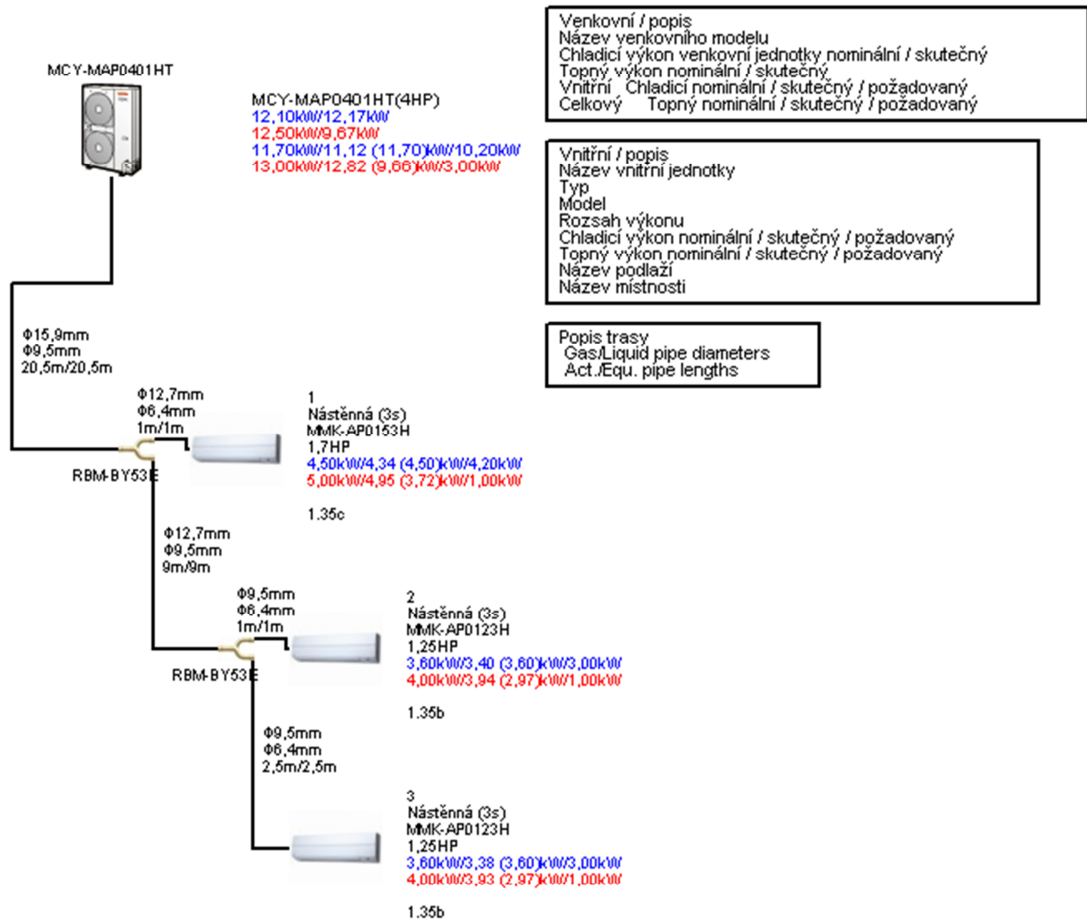 MCY-MAP0401HT
MCY-MAP0401HT(4HP)
12,10kW/12,17kW
12,50kW/9,67kW
11,70kW/11,12 (11,70)kW/10,20kW
13,00kW/12,82 (9,66)kW/3,00kW
Venkovní / popis
Název venkovního modelu
Chladicí výkon venkovní jednotky nominální / skutečný
Topný výkon nominální / skutečný
Vnitřní Chladicí nominální / skutečný / požadovaný
Celkový Topný nominální / skutečný / požadovaný
Vnitřní / popis
Název vnitřní jednotky
Typ
Model
Rozsah výkonu
Chladicí výkon nominální / skutečný / požadovaný
Topný výkon nominální / skutečný / požadovaný
Název podlaží
Název místnosti
Popis trasy
Gas/Liquid pipe diameters
Act./Equ. pipe lengths
Φ15,9mm
Φ9,5mm
20,5m/20,5m
Φ12,7mm
Φ6,4mm
1m/1m
RBM-BY53E
1
Nástěnná (3s)
MMK-AP0153H
1,7HP
4,50kW/4,34 (4,50)kW/4,20kW
5,00kW/4,95 (3,72)kW/1,00kW
1.35c
Φ12,7mm
Φ9,5mm
9m/9m
Φ9,5mm
Φ6,4mm
1m/1m
RBM-BY53E
2
Nástěnná (3s)
MMK-AP0123H
1,25HP
3,60kW/3,40 (3,60)kW/3,00kW
4,00kW/3,94 (2,97)kW/1,00kW
1.35b
Φ9,5mm
Φ6,4mm
2,5m/2,5m
3
Nástěnná (3s)
MMK-AP0123H
1,25HP
3,60kW/3,38 (3,60)kW/3,00kW
4,00kW/3,93 (2,97)kW/1,00kW
1.35b